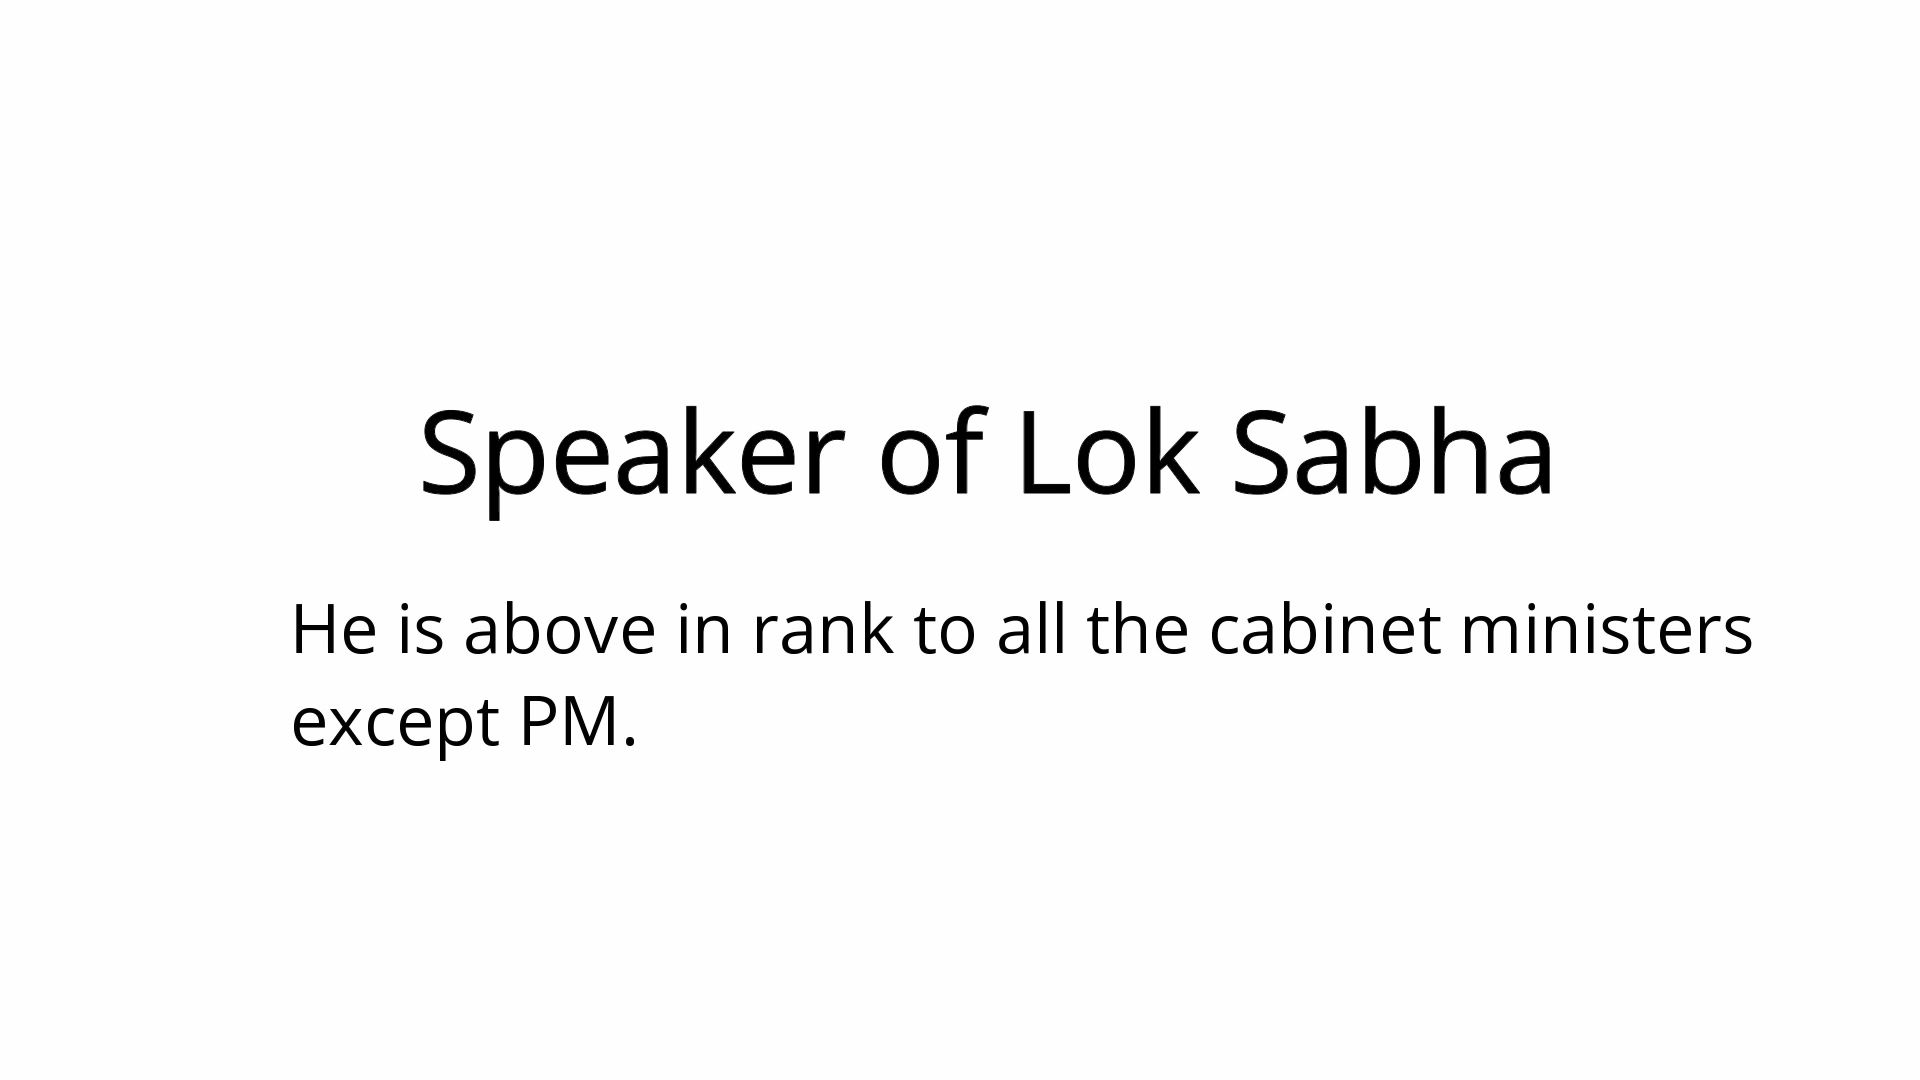 Speaker of Lok Sabha
He is above in rank to all the cabinet ministers
except PM.